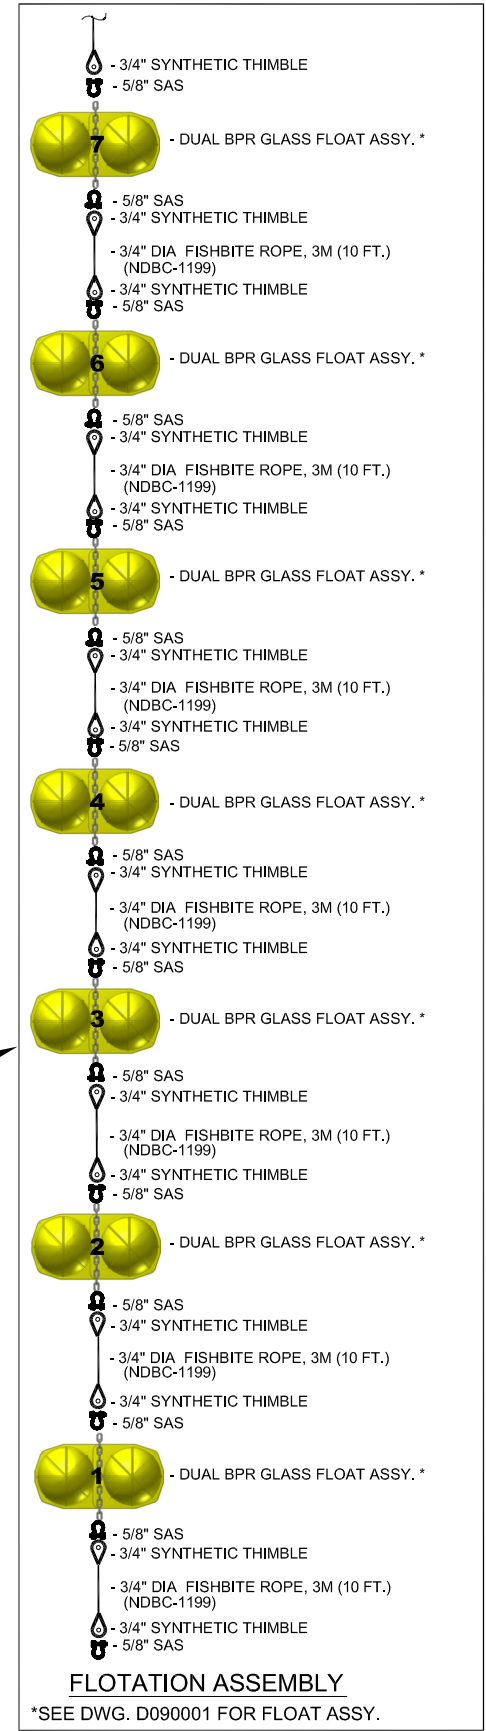 - 3/4" SYNTHETIC THIMBLE
- 5/8" SAS
7 - DUAL BPR GLASS FLOAT ASSY. *
- 5/8" SAS
- 3/4" SYNTHETIC THIMBLE
- 3/4" DIA FISHBITE ROPE, 3M (10 FT.)
(NDBC-1199)
- 3/4" SYNTHETIC THIMBLE
- 5/8" SAS
6 - DUAL BPR GLASS FLOAT ASSY. *
- 5/8" SAS
- 3/4" SYNTHETIC THIMBLE
- 3/4" DIA FISHBITE ROPE, 3M (10 FT.)
(NDBC-1199)
- 3/4" SYNTHETIC THIMBLE
- 5/8" SAS
5 - DUAL BPR GLASS FLOAT ASSY. *
- 5/8" SAS
- 3/4" SYNTHETIC THIMBLE
- 3/4" DIA FISHBITE ROPE, 3M (10 FT.)
(NDBC-1199)
- 3/4" SYNTHETIC THIMBLE
- 5/8" SAS
4 - DUAL BPR GLASS FLOAT ASSY. *
- 5/8" SAS
- 3/4" SYNTHETIC THIMBLE
- 3/4" DIA FISHBITE ROPE, 3M (10 FT.)
(NDBC-1199)
- 3/4" SYNTHETIC THIMBLE
- 5/8" SAS
3 - DUAL BPR GLASS FLOAT ASSY. *
- 5/8" SAS
- 3/4" SYNTHETIC THIMBLE
- 3/4" DIA FISHBITE ROPE, 3M (10 FT.)
(NDBC-1199)
- 3/4" SYNTHETIC THIMBLE
- 5/8" SAS
2 - DUAL BPR GLASS FLOAT ASSY. *
- 5/8" SAS
- 3/4" SYNTHETIC THIMBLE
- 3/4" DIA FISHBITE ROPE, 3M (10 FT.)
(NDBC-1199)
- 3/4" SYNTHETIC THIMBLE
- 5/8" SAS
1 - DUAL BPR GLASS FLOAT ASSY. *
- 5/8" SAS
- 3/4" SYNTHETIC THIMBLE
- 3/4" DIA FISHBITE ROPE, 3M (10 FT.)
(NDBC-1199)
- 3/4" SYNTHETIC THIMBLE
- 5/8" SAS
FLOTATION ASSEMBLY
*SEE DWG. D090001 FOR FLOAT ASSY.